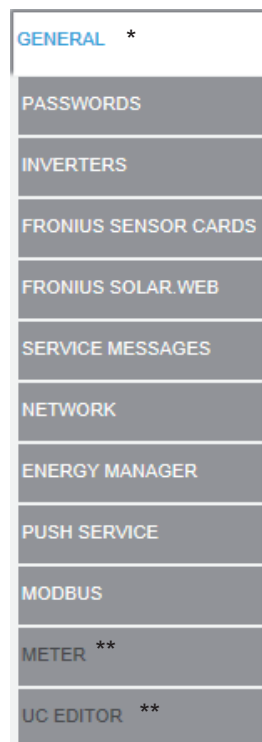 GENERAL *
PASSWORDS
INVERTERS
FRONIUS SENSOR CARDS
FRONIUS SOLAR.WEB
SERVICE MESSAGES
NETWORK
ENERGY MANAGER
PUSH SERVICE
MODBUS
METER **
UC EDITOR **